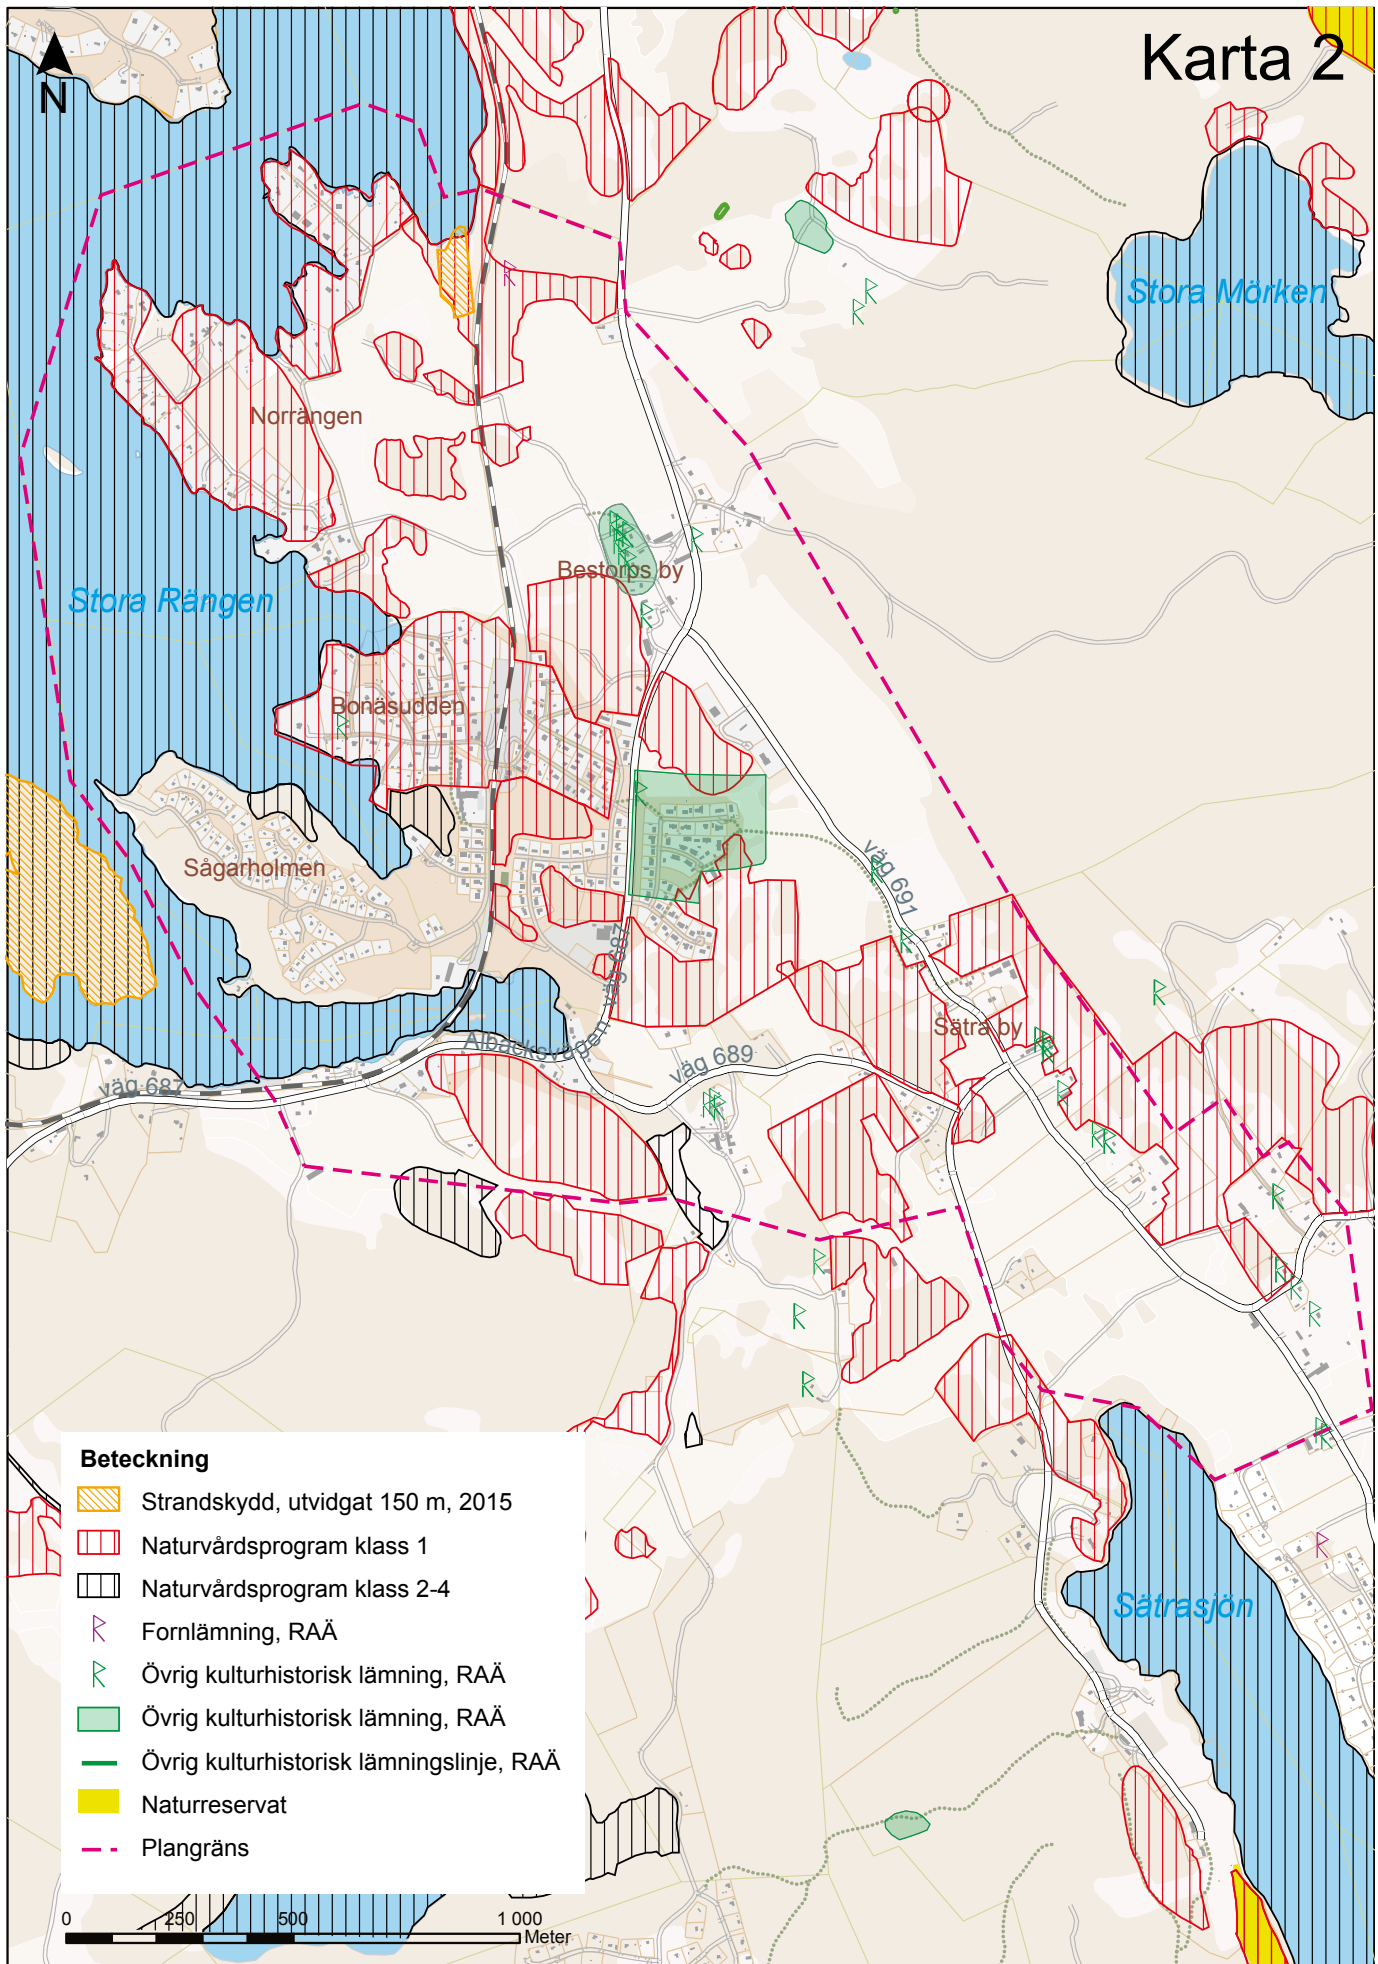 Karta 2
N
Stora Mörken
Norrängen
Bestorps by
Stora Rängen
Bonäsudden
Sågarholmen
väg 691
väg 687
Sätra by
Albacksvägen
väg 689
väg 687
Sätrasjön
Beteckning
Strandskydd, utvidgat 150 m, 2015
Naturvårdsprogram klass 1
Naturvårdsprogram klass 2-4
Fornlämning, RAÄ
Övrig kulturhistorisk lämning, RAÄ
Övrig kulturhistorisk lämning, RAÄ
Övrig kulturhistorisk lämningslinje, RAÄ
Naturreservat
Plangräns
0 250 500 1 000
Meter